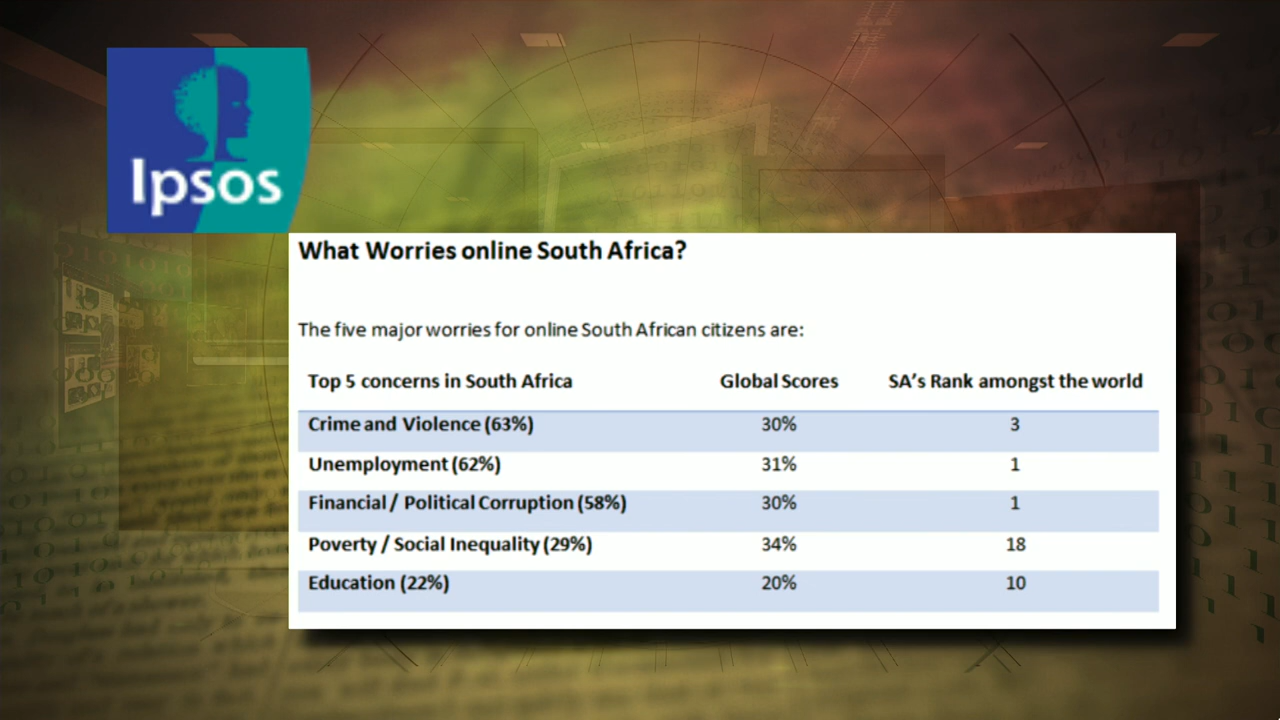 Ipsos
What Worries online South Africa?
The five major worries for online South African citizens are:
Top 5 concerns in South Africa Global Scores SA's Rank amongst the world
Crime and Violence (63%) 30% 3
Unemployment (62%) 31% 1
Financial / Political Corruption (58%) 30% 1
Poverty / Social Inequality (29%) 34% 18
Education (22%) 20% 10